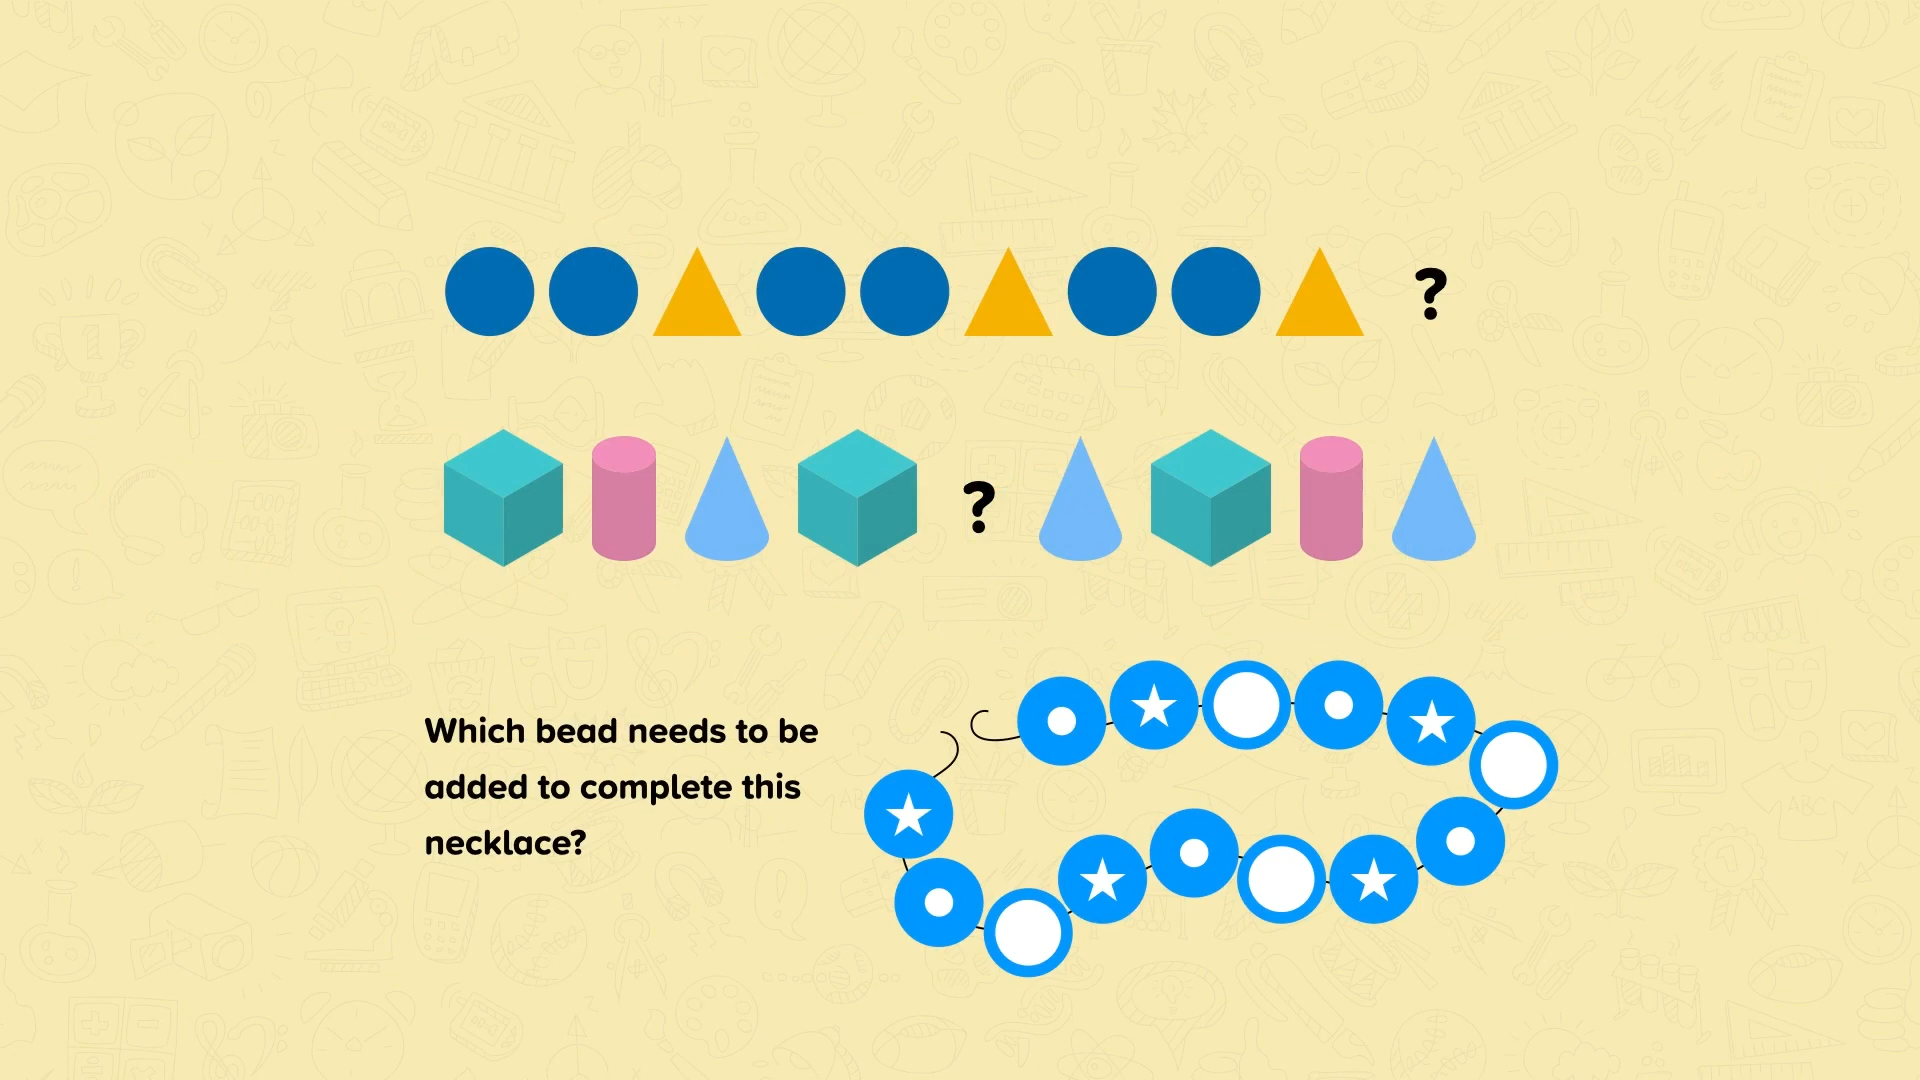 ?
?
Which bead needs to be
added to complete this
necklace?